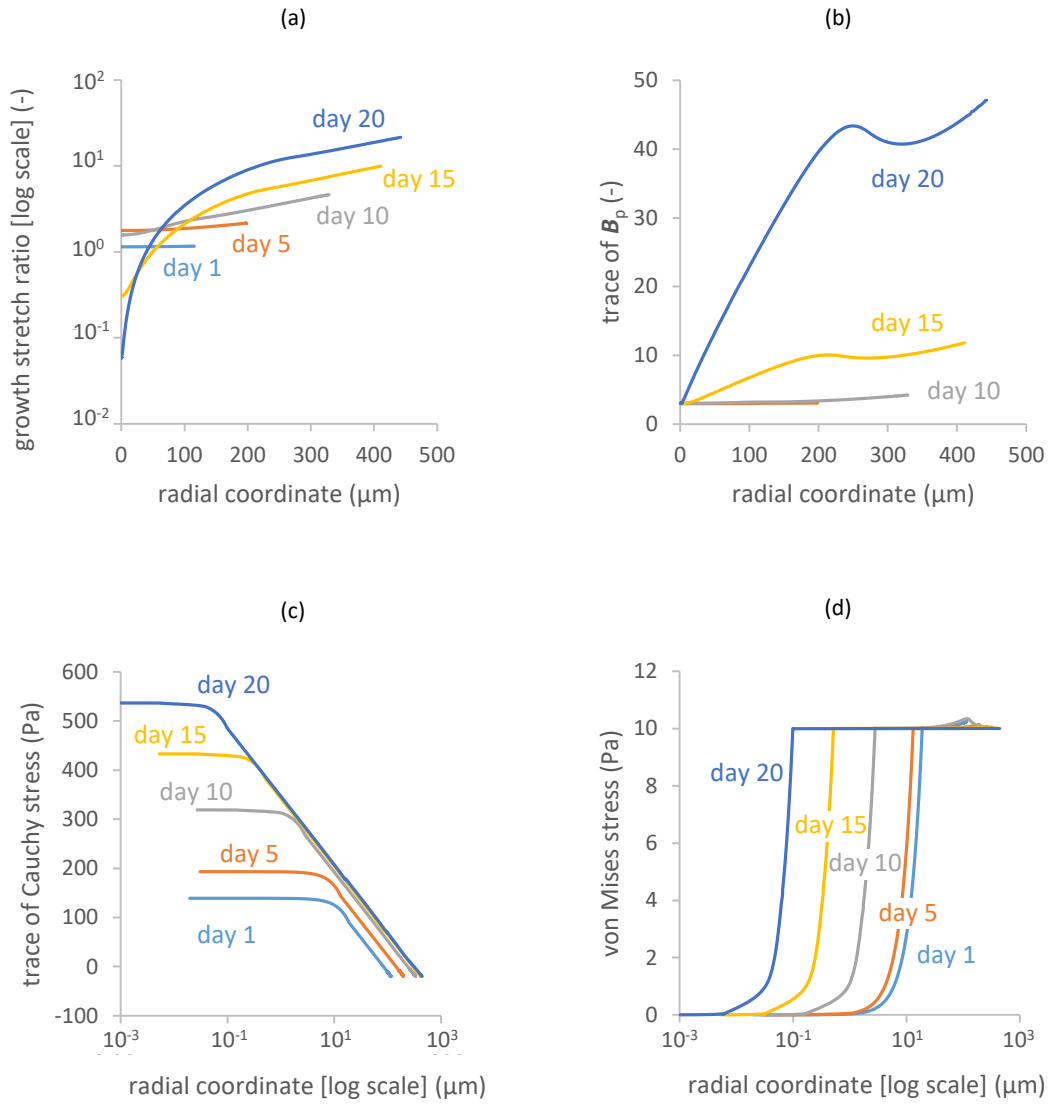 (a)
growth stretch ratio [log scale] (-)
10²
10¹
10⁰
10⁻¹
10⁻²
day 20
day 15
day 10
day 5
day 1
0 100 200 300 400 500
radial coordinate (µm)
(b)
trace of Bₚ (-)
50
40
30
20
10
0
day 20
day 15
day 10
0 100 200 300 400 500
radial coordinate (µm)
(c)
trace of Cauchy stress (Pa)
600
500
400
300
200
100
0
-100
day 20
day 15
day 10
day 5
day 1
10⁻³ 10⁻¹ 10¹ 10³
radial coordinate [log scale] (µm)
(d)
von Mises stress (Pa)
12
10
8
6
4
2
0
day 20
day 15
day 10
day 5
day 1
10⁻³ 10⁻¹ 10¹ 10³
radial coordinate [log scale] (µm)